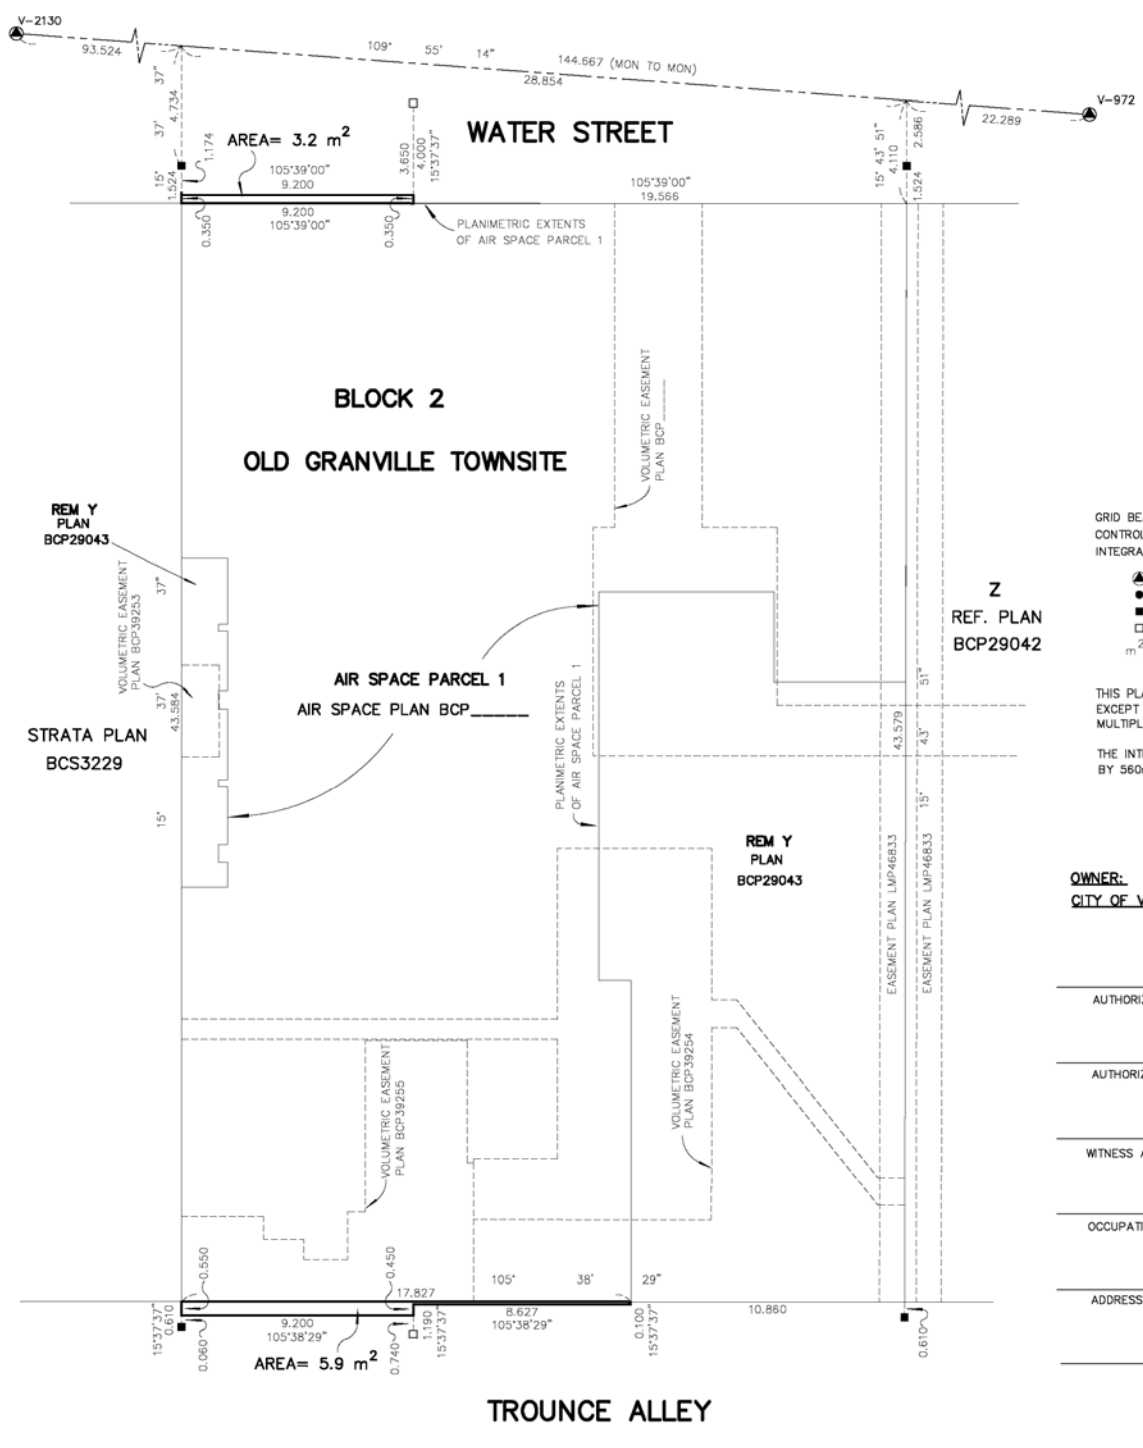 V-2130
93.524
109° 55' 14"
144.667 (MON TO MON)
28.854
V-972
22.289
37"
37'
15°
4.734
1.174
1.524
AREA= 3.2 m²
105°39'00"
9.200
9.200
105°39'00"
0.350
0.350
3.650
4.000
15°37'37"
WATER STREET
105°39'00"
19.566
15° 43' 51"
4.110
2.586
1.524
PLANIMETRIC EXTENTS
OF AIR SPACE PARCEL 1
BLOCK 2
OLD GRANVILLE TOWNSITE
VOLUMETRIC EASEMENT
PLAN BCP_____
REM Y
PLAN
BCP29043
VOLUMETRIC EASEMENT
PLAN BCP39253
37"
37'
15°
43.584
STRATA PLAN
BCS3229
AIR SPACE PARCEL 1
AIR SPACE PLAN BCP_____
PLANIMETRIC EXTENTS
OF AIR SPACE PARCEL 1
Z
REF. PLAN
BCP29042
51"
43'
15°
43.579
REM Y
PLAN
BCP29043
EASEMENT PLAN LMP46833
EASEMENT PLAN LMP46833
VOLUMETRIC EASEMENT
PLAN BCP39254
VOLUMETRIC EASEMENT
PLAN BCP39255
GRID BE
CONTROL
INTEGRA
m²
THIS PLA
EXCEPT
MULTIPL
THE INT
BY 560
OWNER:
CITY OF V
AUTHORIZ
AUTHORIZ
WITNESS A
OCCUPATI
ADDRESS
0.550
0.450
17.827
105° 38' 29"
10.860
15°37'37"
0.610
0.060
9.200
105°38'29"
0.740
1.190
15°37'37"
8.627
105°38'29"
0.100
15°37'37"
0.610
AREA= 5.9 m²
TROUNCE ALLEY